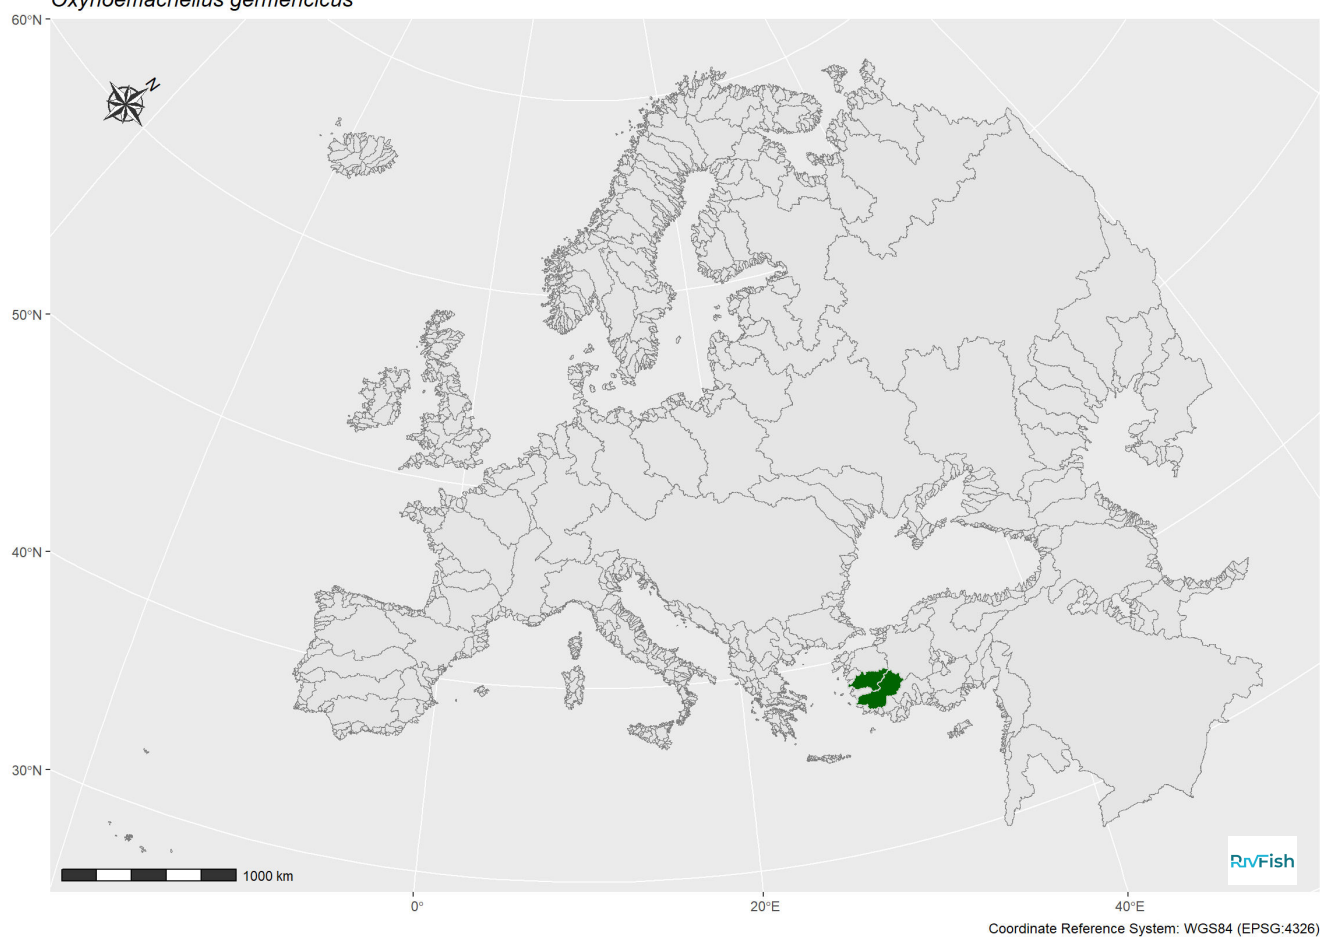 Oxynoemacheilus germencicus
60°N
N
50°N
40°N
30°N
1000 km
RivFish
0°
20°E
40°E
Coordinate Reference System: WGS84 (EPSG:4326)